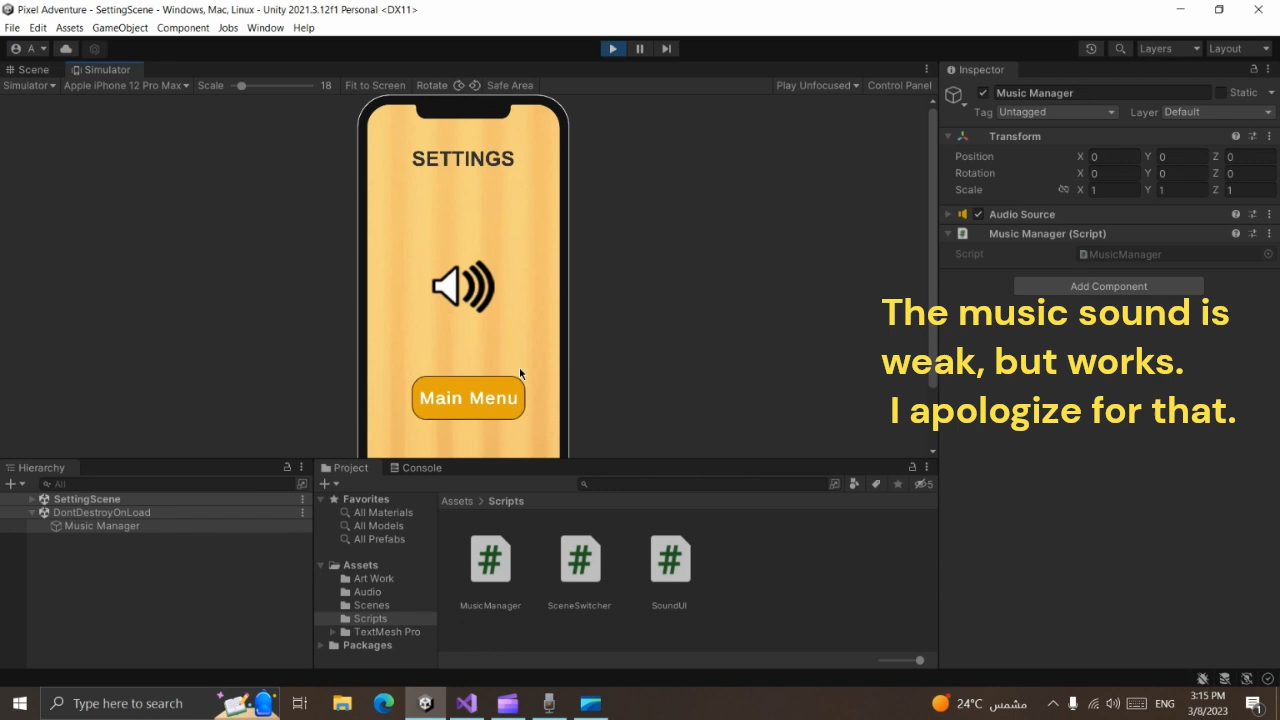 Pixel Adventure - SettingScene - Windows, Mac, Linux - Unity 2021.3.12f1 Personal <DX11>
File Edit Assets GameObject Component Jobs Window Help
A Layers Layout
Scene Simulator Inspector
Simulator Apple iPhone 12 Pro Max Scale 18 Fit to Screen Rotate Safe Area Play Unfocused Control Panel
Music Manager Static
Tag Untagged Layer Default
Transform
Position X 0 Y 0 Z 0
Rotation X 0 Y 0 Z 0
Scale X 1 Y 1 Z 1
Audio Source
Music Manager (Script)
Script MusicManager
Add Component
SETTINGS
Main Menu
The music sound is
weak, but works.
I apologize for that.
Hierarchy Project Console
All 5
SettingScene
DontDestroyOnLoad
Music Manager
Favorites
All Materials
All Models
All Prefabs
Assets
Art Work
Audio
Scenes
Scripts
TextMesh Pro
Packages
Assets > Scripts
# # #
MusicManager SceneSwitcher SoundUI
Type here to search 24°C مشمس ENG 3:15 PM
3/8/2023 1